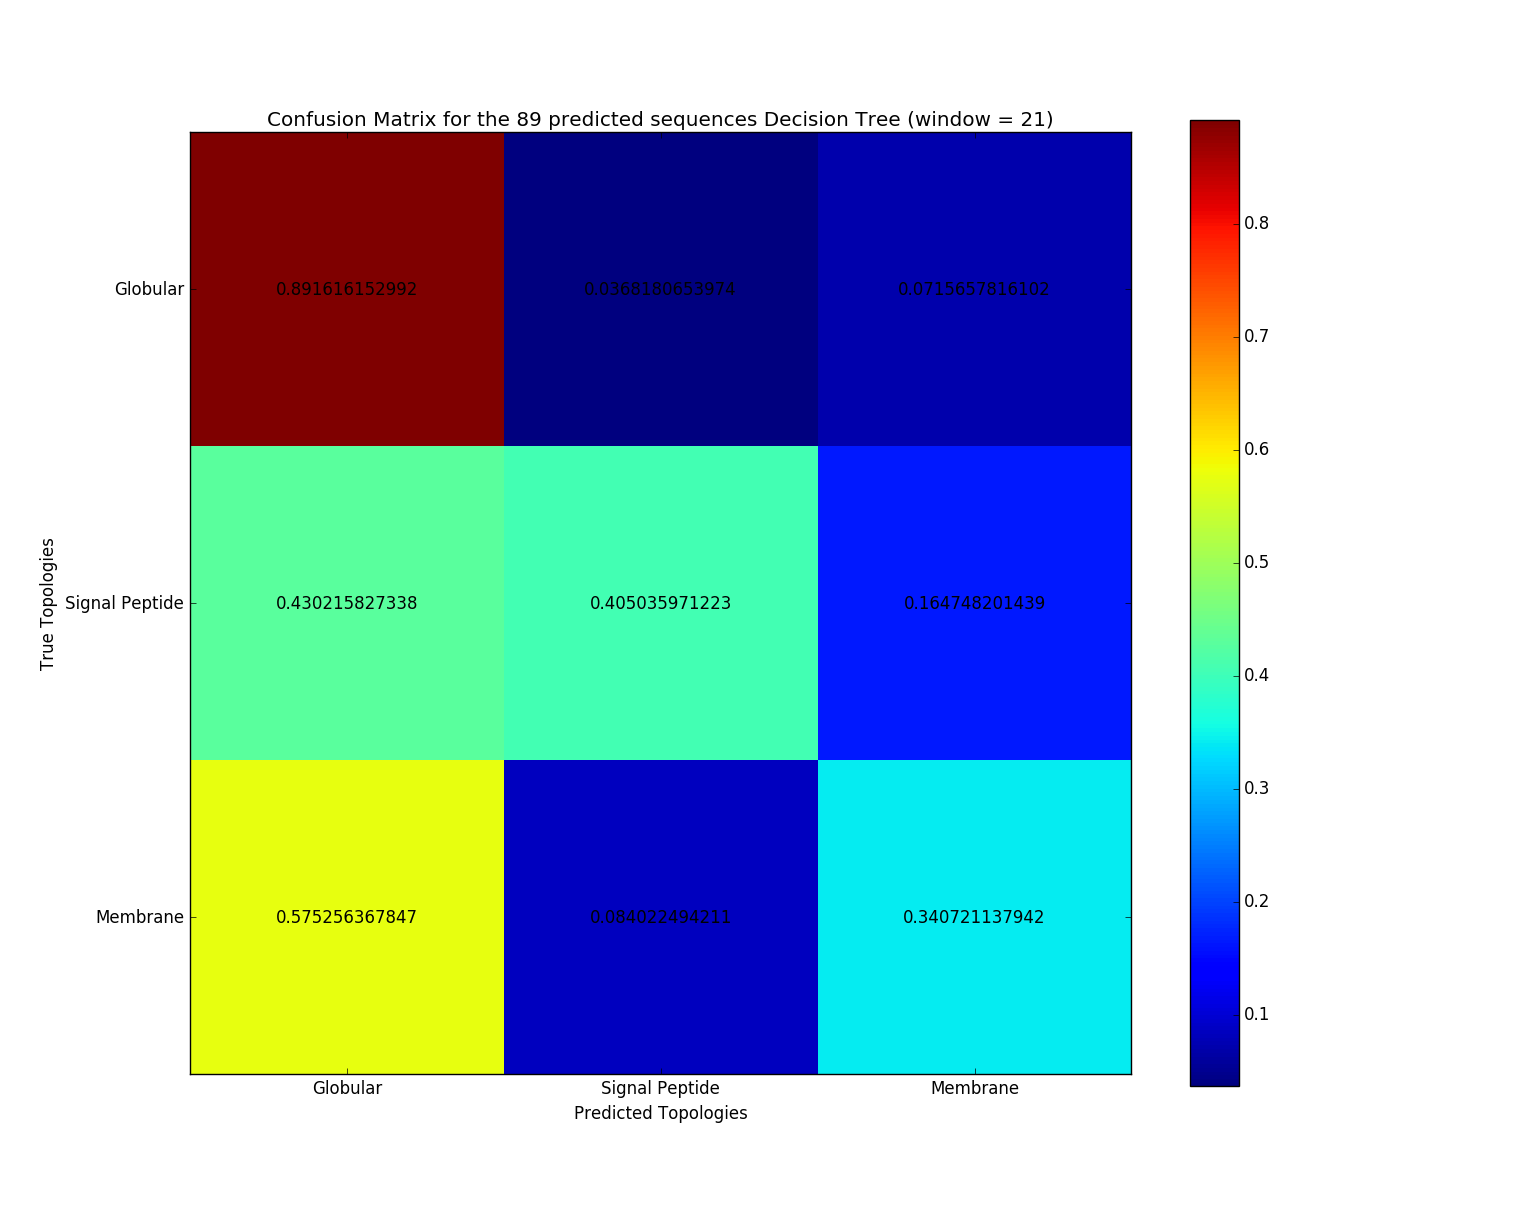 Confusion Matrix for the 89 predicted sequences Decision Tree (window = 21)
Globular
0.891616152992
0.0368180653974
0.0715657816102
Signal Peptide
0.430215827338
0.405035971223
0.164748201439
Membrane
0.575256367847
0.084022494211
0.340721137942
True Topologies
Globular
Signal Peptide
Membrane
Predicted Topologies
0.8
0.7
0.6
0.5
0.4
0.3
0.2
0.1